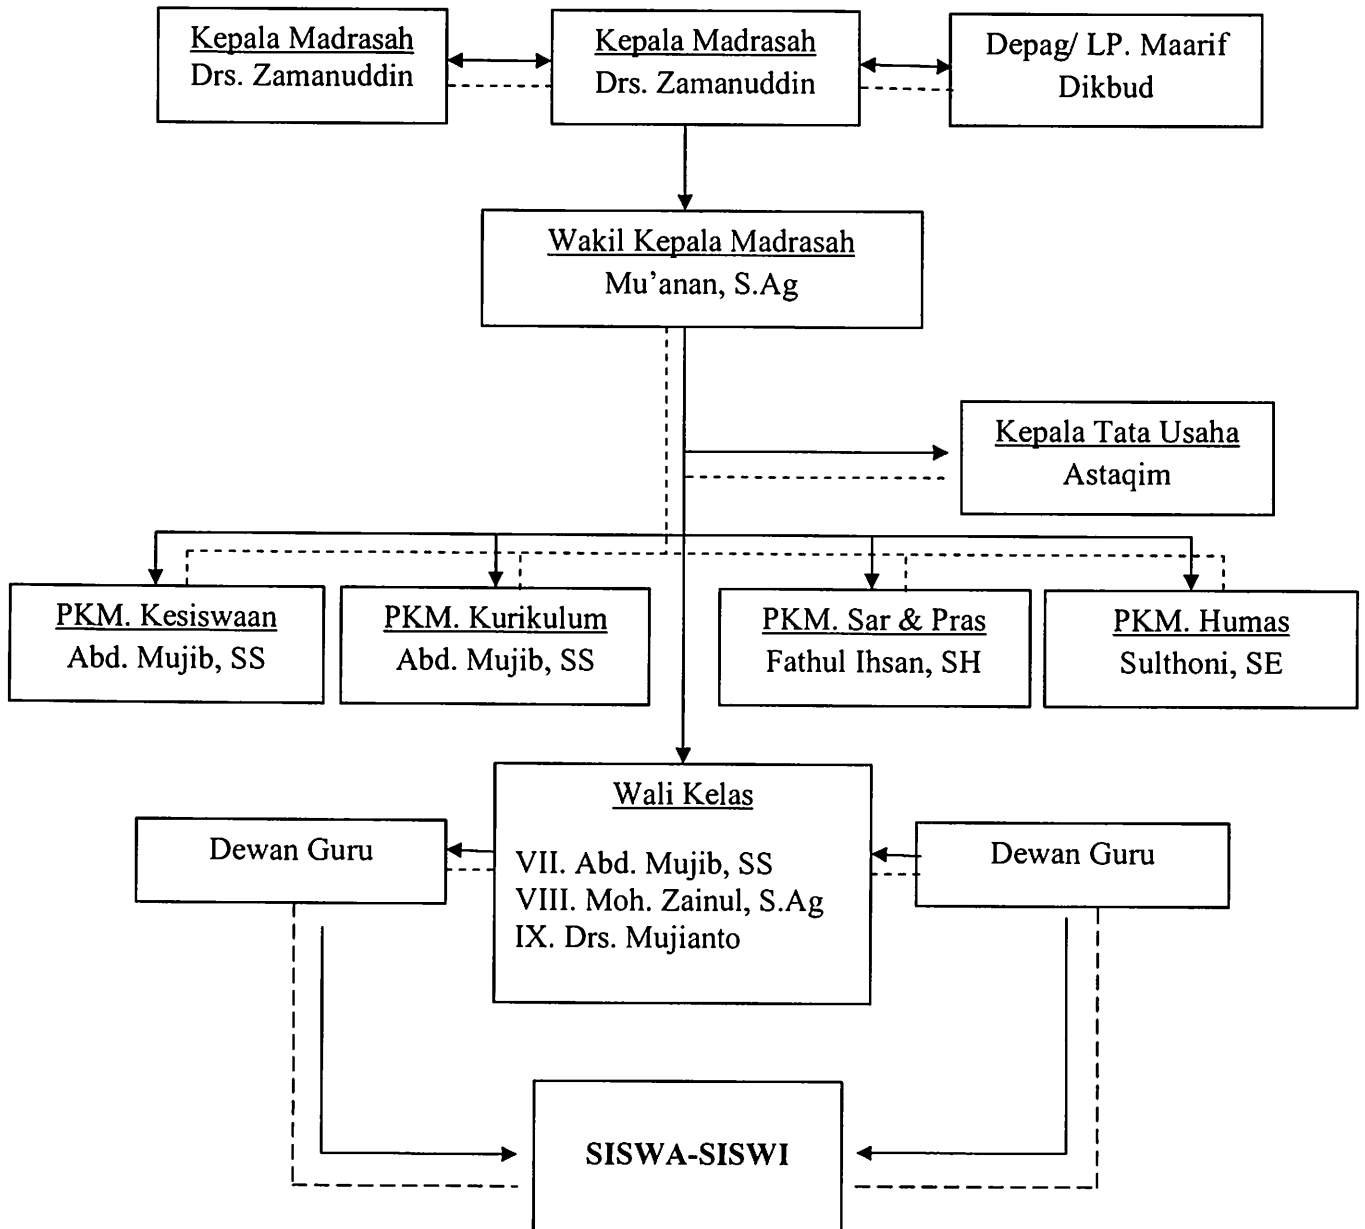 Kepala Madrasah
Drs. Zamanuddin
Kepala Madrasah
Drs. Zamanuddin
Depag/ LP. Maarif
Dikbud
Wakil Kepala Madrasah
Mu’anan, S.Ag
Kepala Tata Usaha
Astaqim
PKM. Kesiswaan
Abd. Mujib, SS
PKM. Kurikulum
Abd. Mujib, SS
PKM. Sar & Pras
Fathul Ihsan, SH
PKM. Humas
Sulthoni, SE
Dewan Guru
Wali Kelas
VII. Abd. Mujib, SS
VIII. Moh. Zainul, S.Ag
IX. Drs. Mujianto
Dewan Guru
SISWA-SISWI